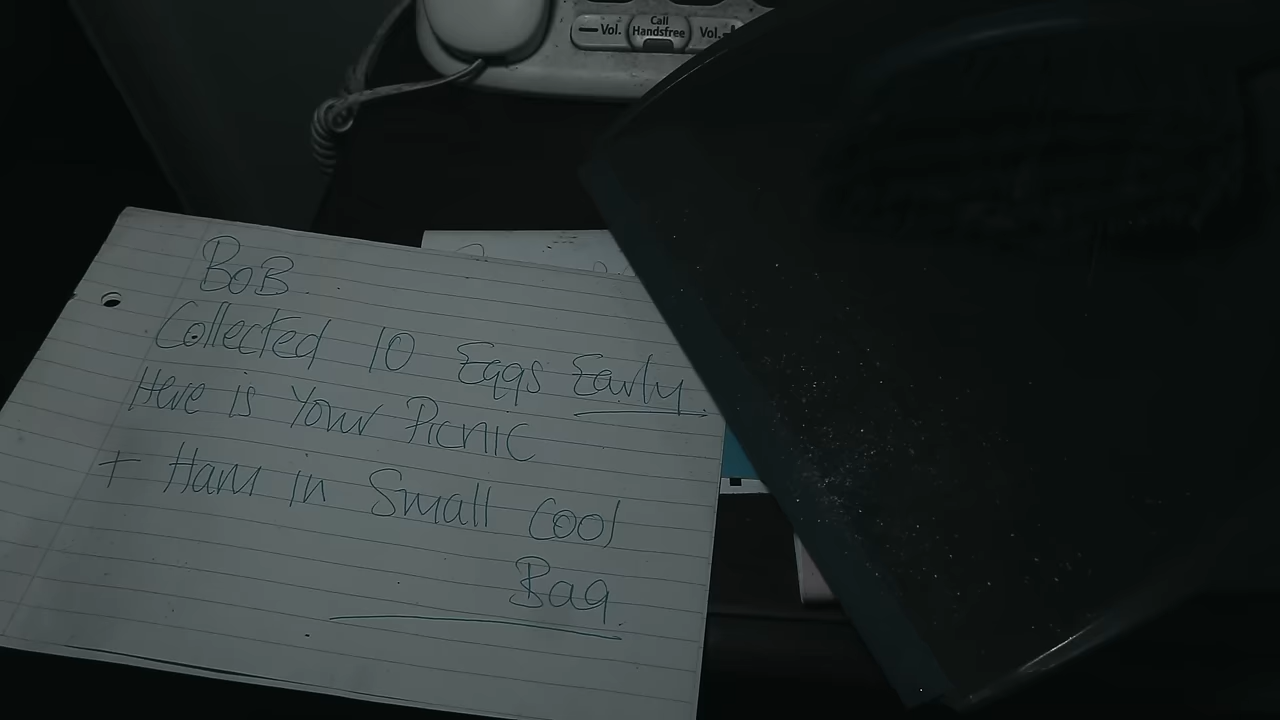 — Vol.
Call
Handsfree
Vol. +
BOB
Collected 10 Eggs Early.
Here is Your Picnic
+ Ham in Small Cool
Bag.